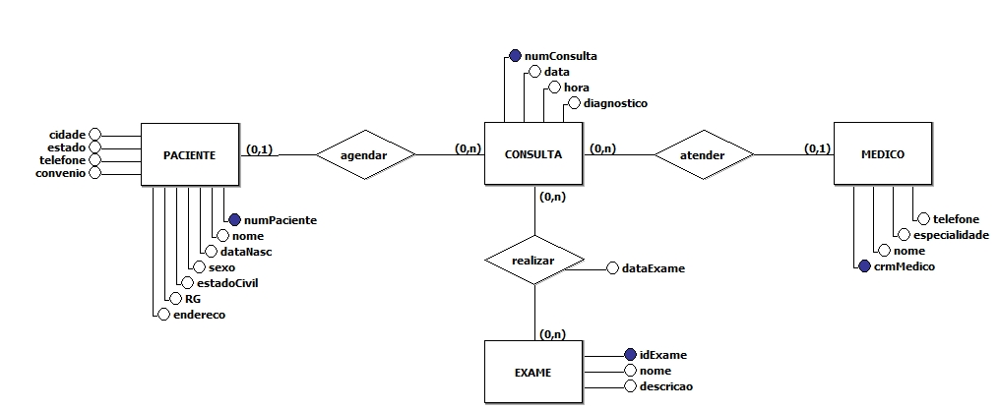 numConsulta
data
hora
diagnostico
cidade
estado
telefone
convenio
PACIENTE
(0,1)
agendar
(0,n)
CONSULTA
(0,n)
atender
(0,1)
MEDICO
numPaciente
nome
dataNasc
sexo
estadoCivil
RG
endereco
(0,n)
realizar
dataExame
(0,n)
telefone
especialidade
nome
crmMedico
EXAME
idExame
nome
descricao